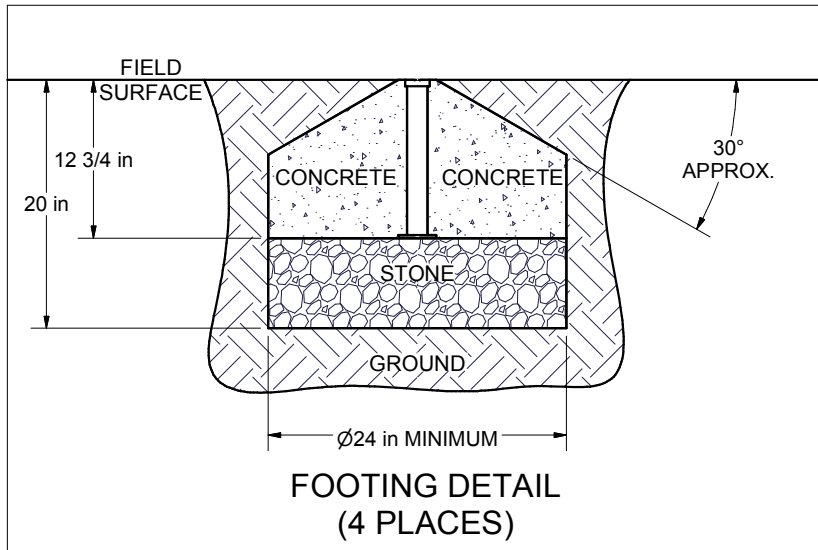 FIELD
SURFACE
12 3/4 in
20 in
CONCRETE
CONCRETE
30°
APPROX.
STONE
GROUND
Ø24 in MINIMUM
FOOTING DETAIL
(4 PLACES)